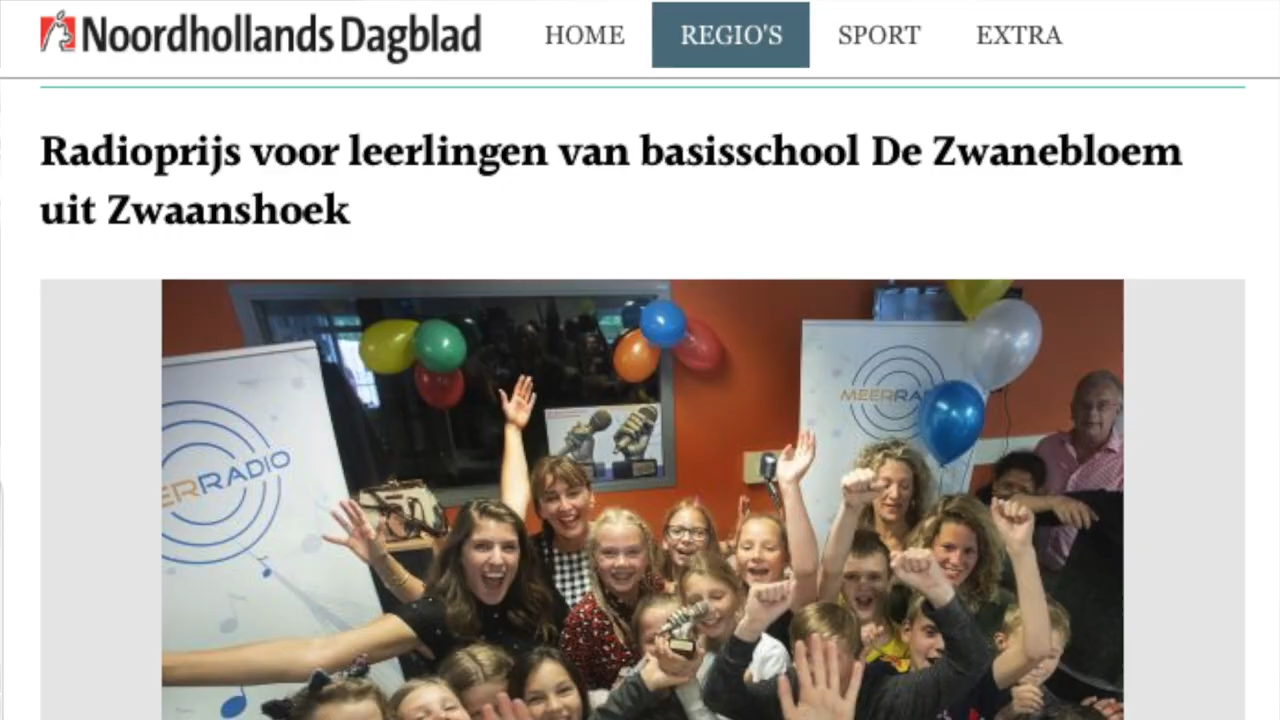 Noordhollands Dagblad HOME REGIO'S SPORT EXTRA
Radioprijs voor leerlingen van basisschool De Zwanebloem
uit Zwaanshoek
MEERRA
ERRADIO